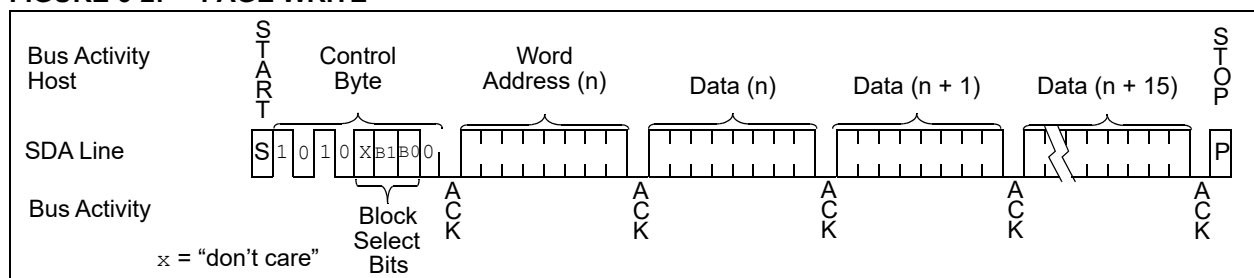 FIGURE 6-2: PAGE WRITE
Bus Activity
Host
START
Control
Byte
Word
Address (n)
Data (n)
Data (n + 1)
Data (n + 15)
STOP
SDA Line
S 1 0 1 0 X B1 B0 0
P
Bus Activity
ACK
ACK
ACK
ACK
ACK
Block
Select
Bits
x = “don’t care”